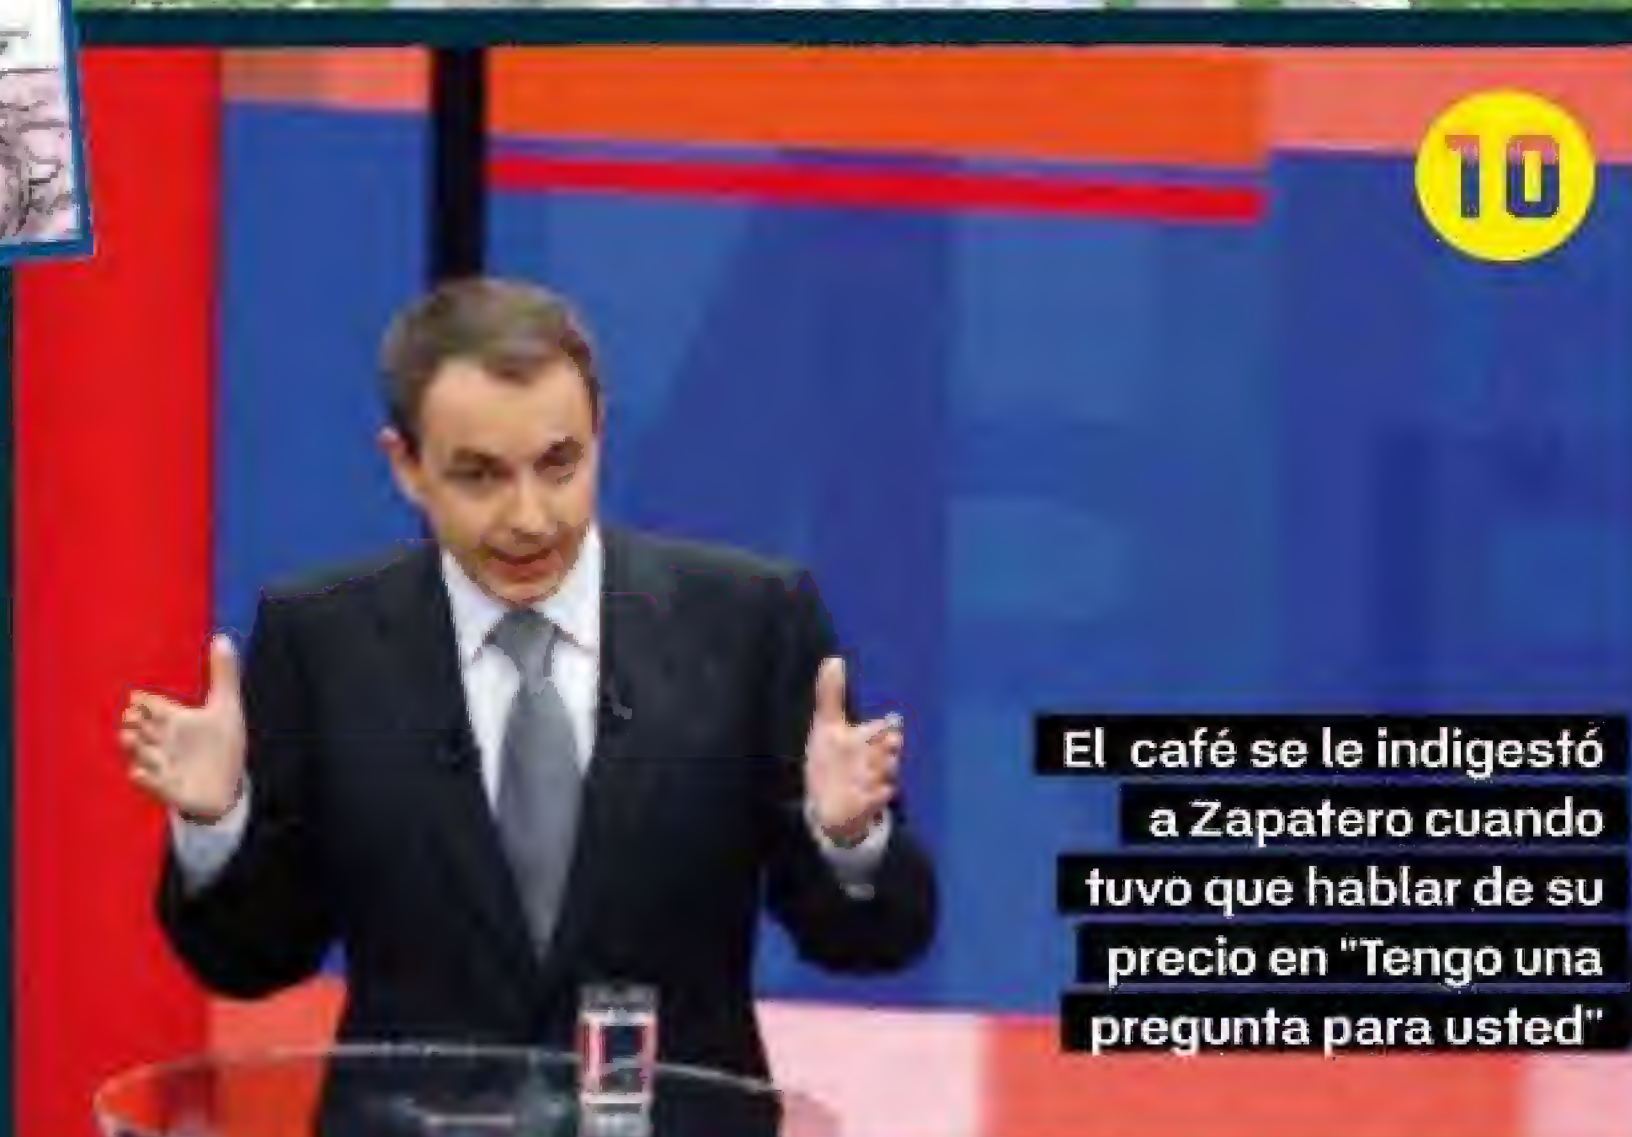 10
El café se le indigestó
a Zapatero cuando
tuvo que hablar de su
precio en "Tengo una
pregunta para usted"